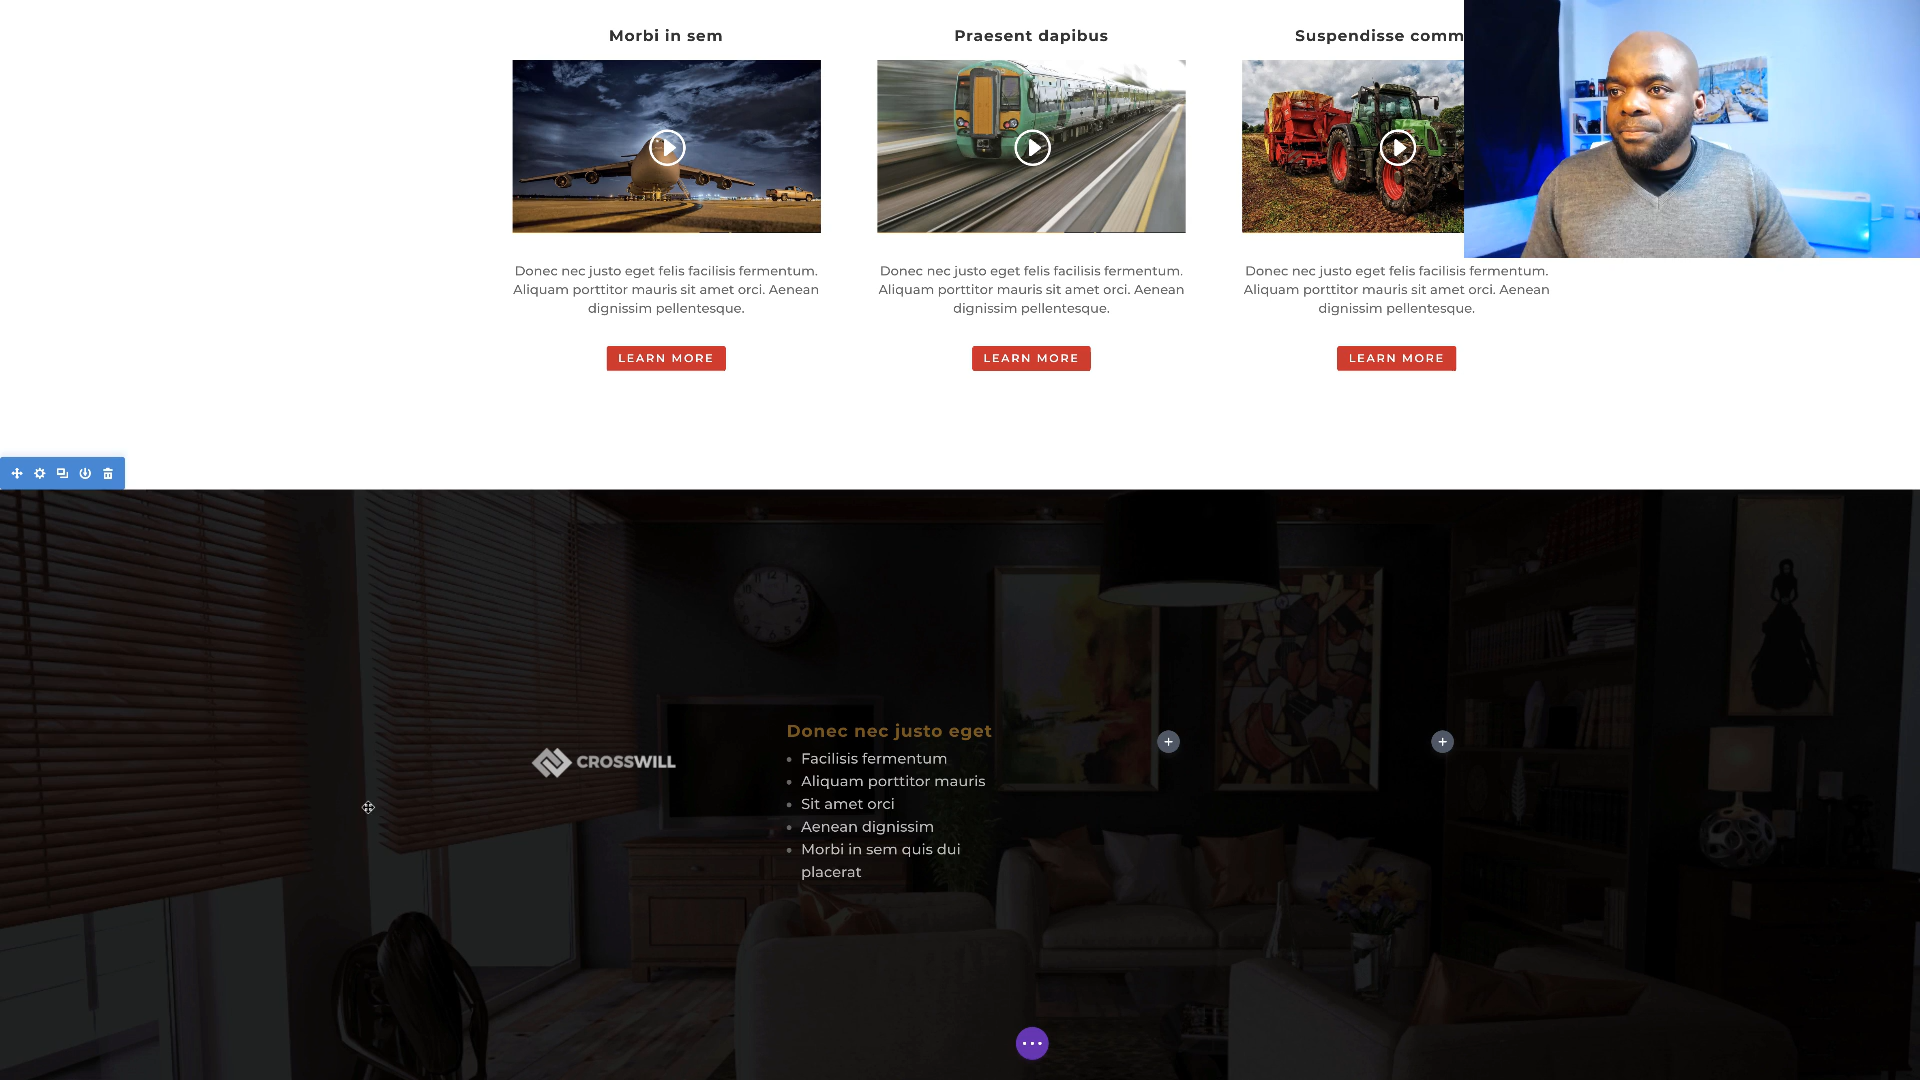 Morbi in sem
Praesent dapibus
Suspendisse comm
Donec nec justo eget felis facilisis fermentum.
Aliquam porttitor mauris sit amet orci. Aenean
dignissim pellentesque.
LEARN MORE
Donec nec justo eget felis facilisis fermentum.
Aliquam porttitor mauris sit amet orci. Aenean
dignissim pellentesque.
LEARN MORE
Donec nec justo eget felis facilisis fermentum.
Aliquam porttitor mauris sit amet orci. Aenean
dignissim pellentesque.
LEARN MORE
CROSSWILL
Donec nec justo eget
Facilisis fermentum
Aliquam porttitor mauris
Sit amet orci
Aenean dignissim
Morbi in sem quis dui
placerat